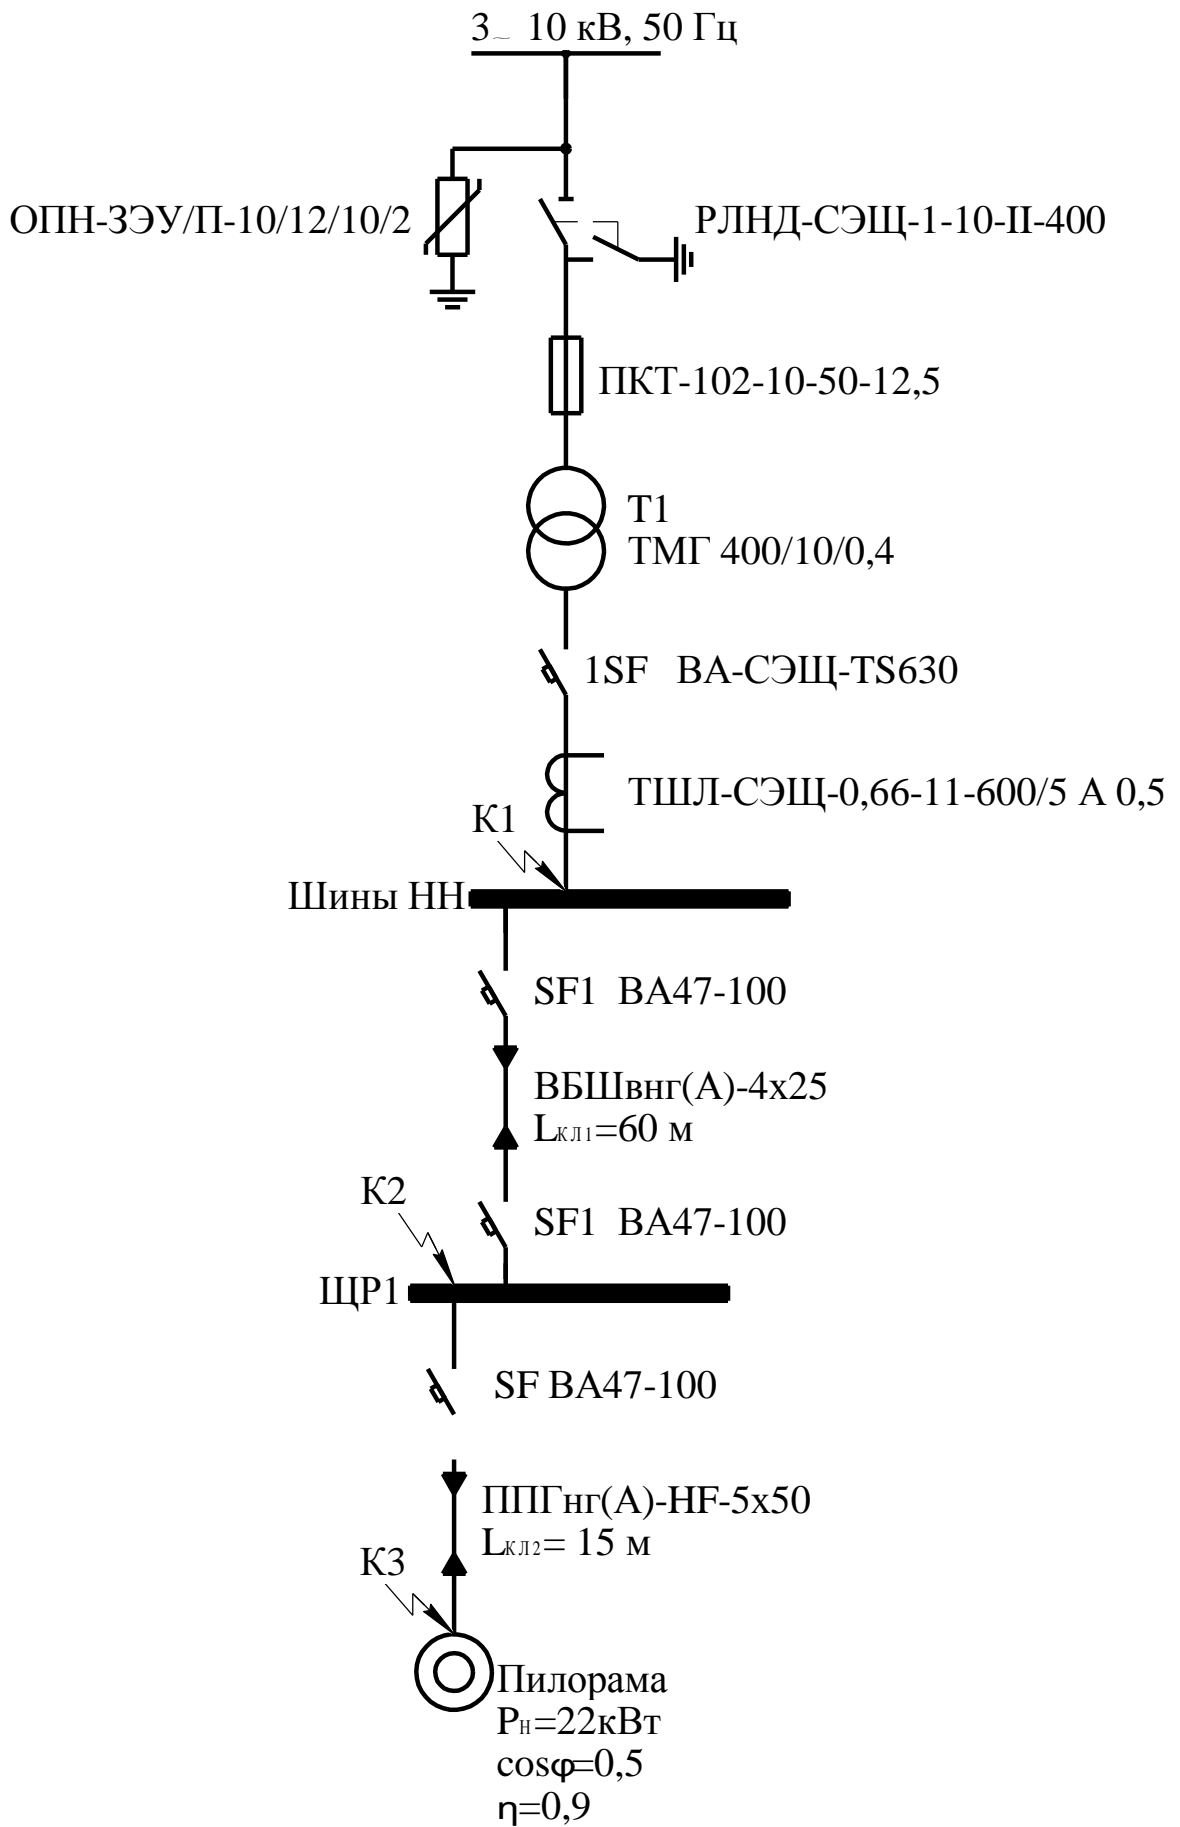 3~ 10 кВ, 50 Гц
ОПН-ЗЭУ/П-10/12/10/2
РЛНД-СЭЩ-1-10-II-400
ПКТ-102-10-50-12,5
Т1
ТМГ 400/10/0,4
1SF ВА-СЭЩ-TS630
ТШЛ-СЭЩ-0,66-11-600/5 А 0,5
К1
Шины НН
SF1 ВА47-100
ВБШвнг(А)-4х25
Lкл1=60 м
К2
SF1 ВА47-100
ЩР1
SF ВА47-100
ППГнг(А)-HF-5х50
Lкл2= 15 м
К3
Пилорама
Рн=22кВт
cosφ=0,5
η=0,9